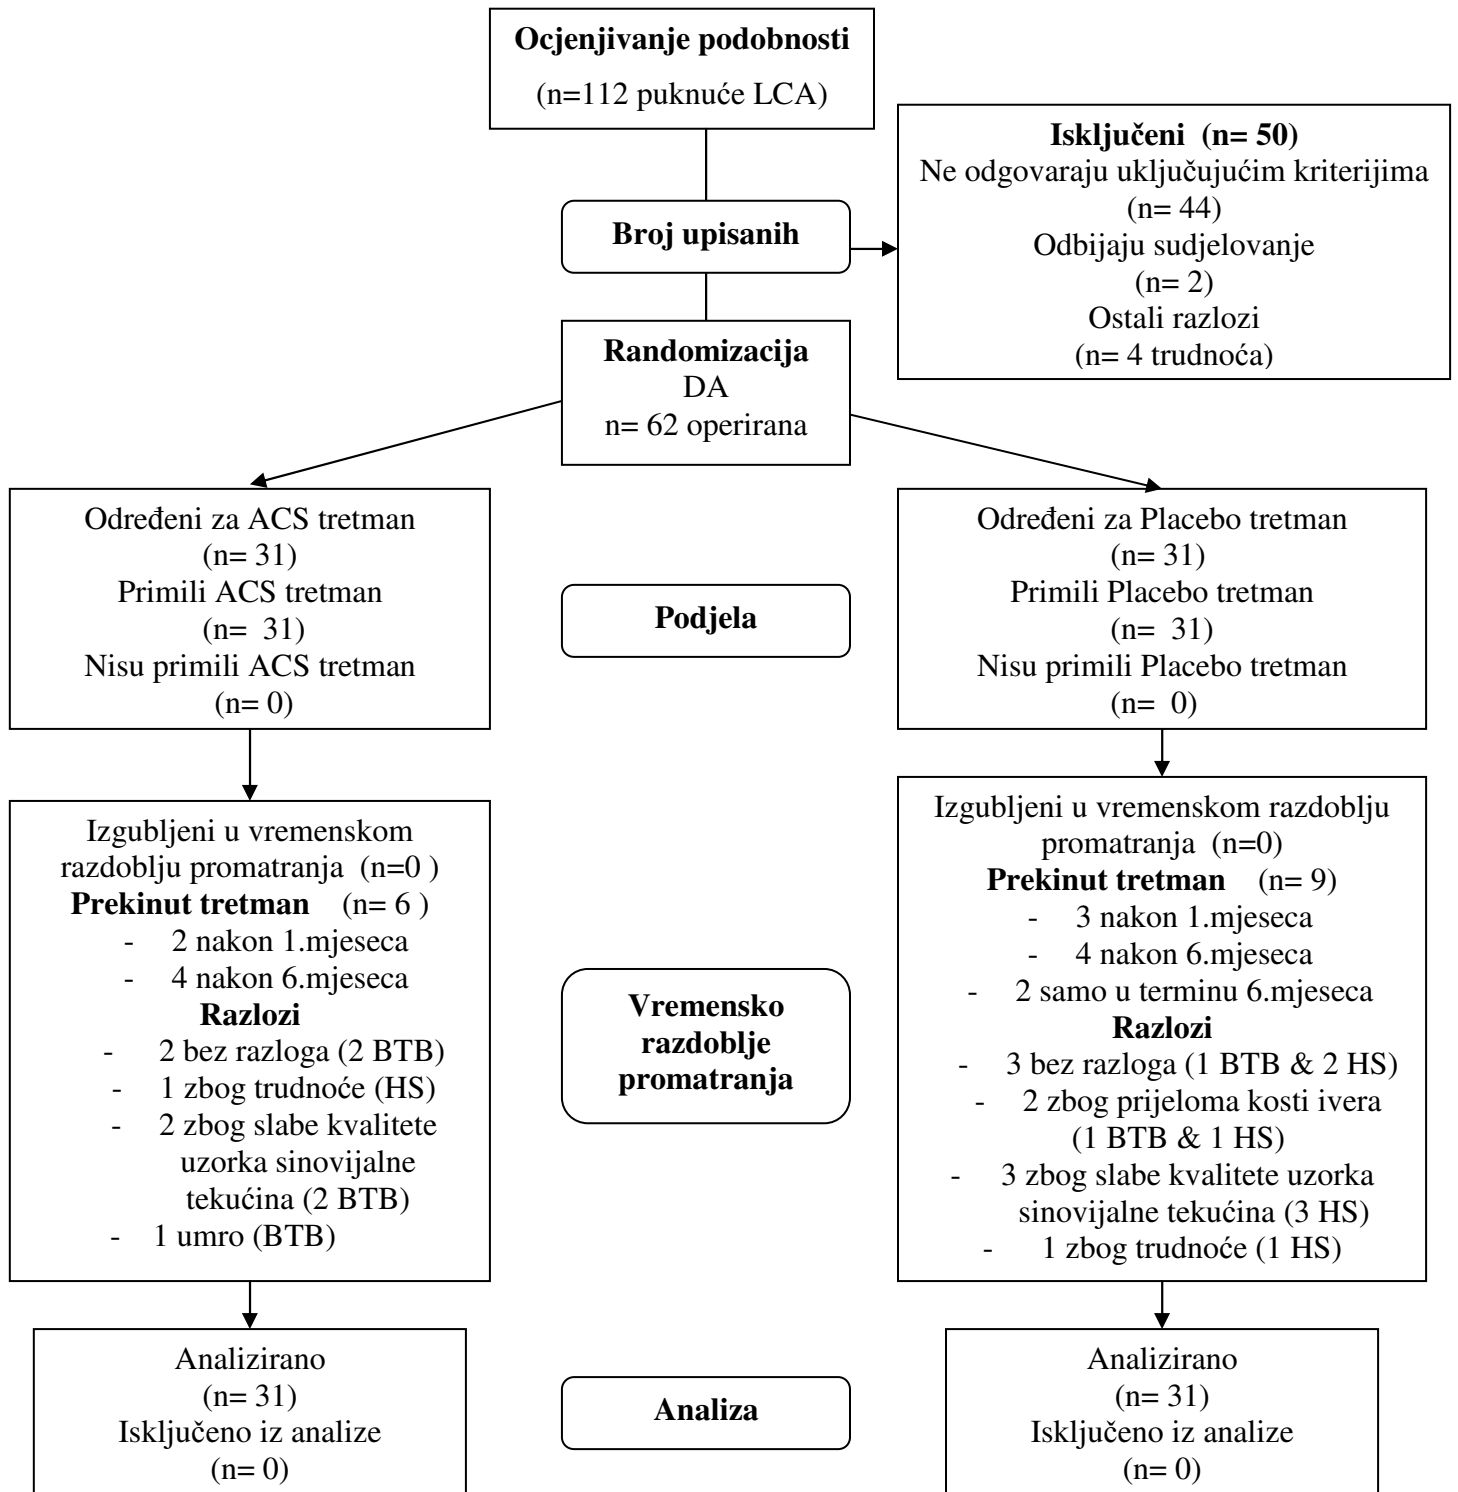 Ocjenjivanje podobnosti
(n=112 puknuće LCA)
Isključeni (n= 50)
Ne odgovaraju uključujućim kriterijima
(n= 44)
Odbijaju sudjelovanje
(n= 2)
Ostali razlozi
(n= 4 trudnoća)
Broj upisanih
Randomizacija
DA
n= 62 operirana
Određeni za ACS tretman
(n= 31)
Primili ACS tretman
(n= 31)
Nisu primili ACS tretman
(n= 0)
Podjela
Određeni za Placebo tretman
(n= 31)
Primili Placebo tretman
(n= 31)
Nisu primili Placebo tretman
(n= 0)
Izgubljeni u vremenskom
razdoblju promatranja (n=0 )
Prekinut tretman (n= 6 )
- 2 nakon 1.mjeseca
- 4 nakon 6.mjeseca
Razlozi
- 2 bez razloga (2 BTB)
- 1 zbog trudnoće (HS)
- 2 zbog slabe kvalitete
uzorka sinovijalne
tekućina (2 BTB)
- 1 umro (BTB)
Vremensko
razdoblje
promatranja
Izgubljeni u vremenskom razdoblju
promatranja (n=0)
Prekinut tretman (n= 9)
- 3 nakon 1.mjeseca
- 4 nakon 6.mjeseca
- 2 samo u terminu 6.mjeseca
Razlozi
- 3 bez razloga (1 BTB & 2 HS)
- 2 zbog prijeloma kosti ivera
(1 BTB & 1 HS)
- 3 zbog slabe kvalitete uzorka
sinovijalne tekućina (3 HS)
- 1 zbog trudnoće (1 HS)
Analizirano
(n= 31)
Isključeno iz analize
(n= 0)
Analiza
Analizirano
(n= 31)
Isključeno iz analize
(n= 0)